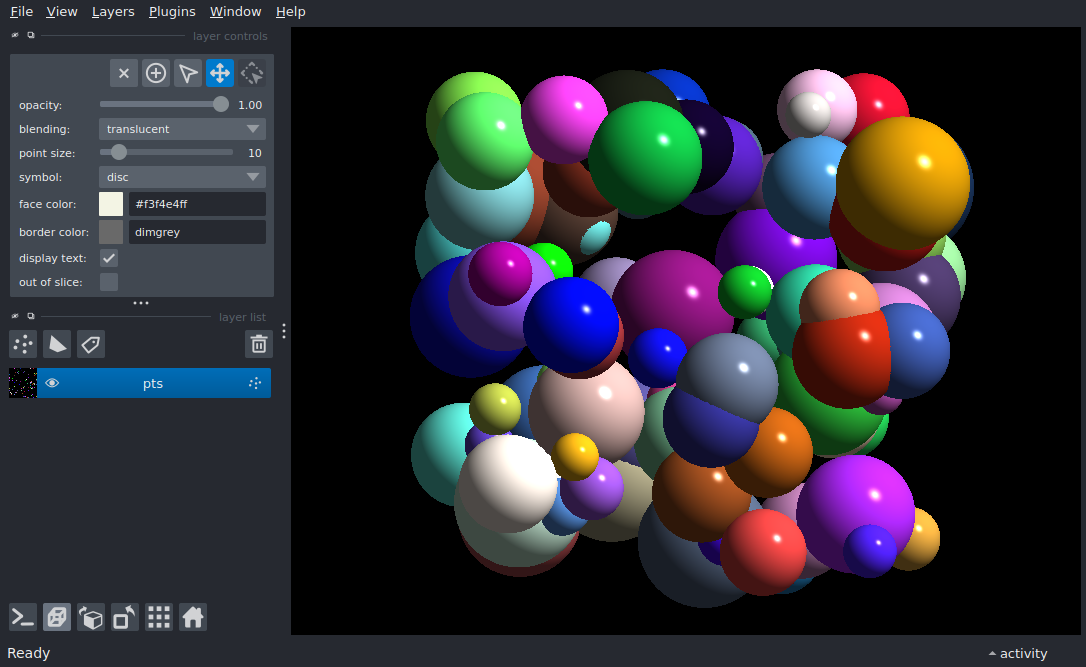 File View Layers Plugins Window Help
layer controls
opacity: 1.00
blending: translucent
point size: 10
symbol: disc
face color: #f3f4e4ff
border color: dimgrey
display text:
out of slice:
layer list
pts
Ready activity